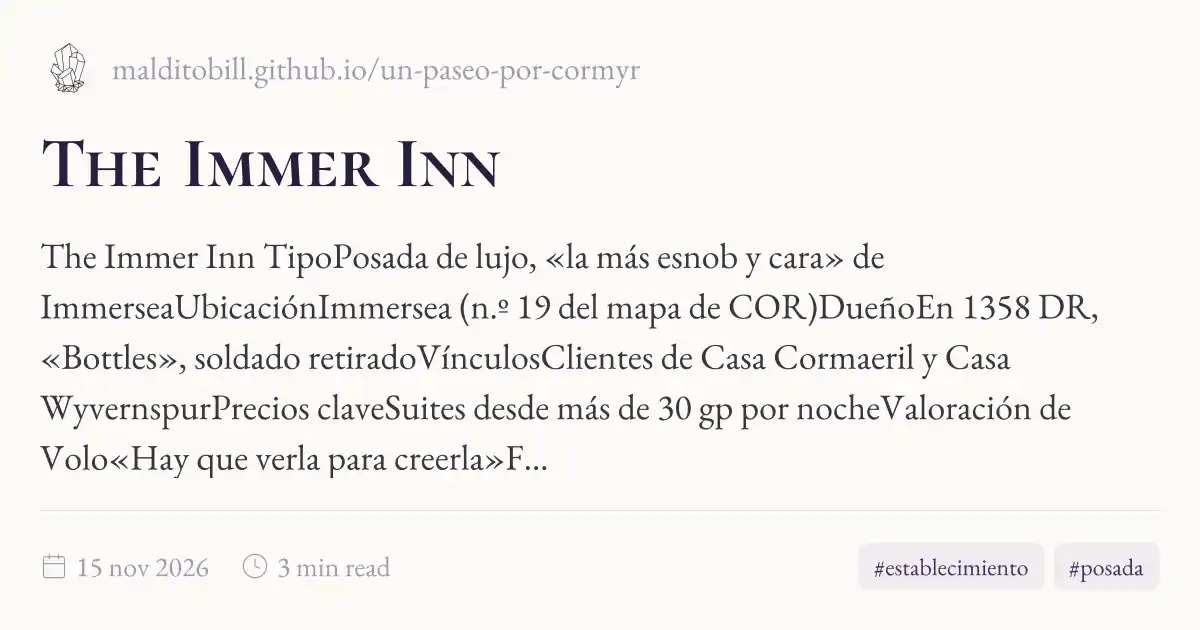 malditobill.github.io/un-paseo-por-cormyr
The Immer Inn
The Immer Inn TipoPosada de lujo, «la más esnob y cara» de
ImmerseaUbicaciónImmersea (n.º 19 del mapa de COR)DueñoEn 1358 DR,
«Bottles», soldado retiradoVínculosClientes de Casa Cormaeril y Casa
WyvernspurPrecios claveSuites desde más de 30 gp por nocheValoración de
Volo«Hay que verla para creerla»F...
15 nov 2026 3 min read #establecimiento #posada